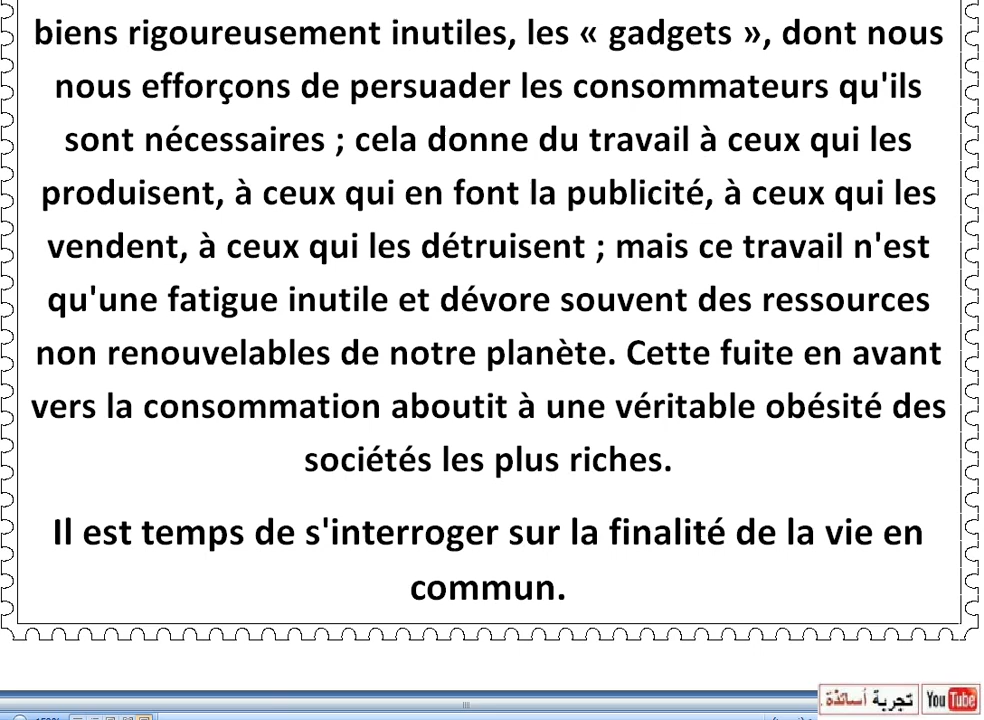 biens rigoureusement inutiles, les « gadgets », dont nous
nous efforçons de persuader les consommateurs qu'ils
sont nécessaires ; cela donne du travail à ceux qui les
produisent, à ceux qui en font la publicité, à ceux qui les
vendent, à ceux qui les détruisent ; mais ce travail n'est
qu'une fatigue inutile et dévore souvent des ressources
non renouvelables de notre planète. Cette fuite en avant
vers la consommation aboutit à une véritable obésité des
sociétés les plus riches.
Il est temps de s'interroger sur la finalité de la vie en
commun.
تجربة أساتذة. YouTube